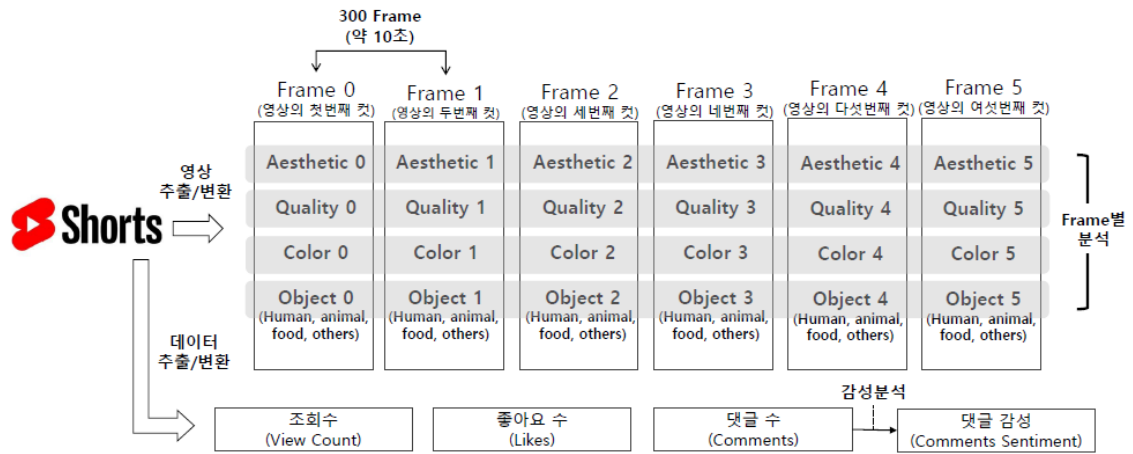 300 Frame
(약 10초)
Frame 0
(영상의 첫번째 컷)
Frame 1
(영상의 두번째 컷)
Frame 2
(영상의 세번째 컷)
Frame 3
(영상의 네번째 컷)
Frame 4
(영상의 다섯번째 컷)
Frame 5
(영상의 여섯번째 컷)
영상
추출/변환
Shorts
Aesthetic 0 Aesthetic 1 Aesthetic 2 Aesthetic 3 Aesthetic 4 Aesthetic 5
Quality 0 Quality 1 Quality 2 Quality 3 Quality 4 Quality 5
Color 0 Color 1 Color 2 Color 3 Color 4 Color 5
Object 0 Object 1 Object 2 Object 3 Object 4 Object 5
(Human, animal, (Human, animal, (Human, animal, (Human, animal, (Human, animal, (Human, animal,
food, others) food, others) food, others) food, others) food, others) food, others)
Frame별
분석
데이터
추출/변환
감성분석
조회수
(View Count)
좋아요 수
(Likes)
댓글 수
(Comments)
댓글 감성
(Comments Sentiment)